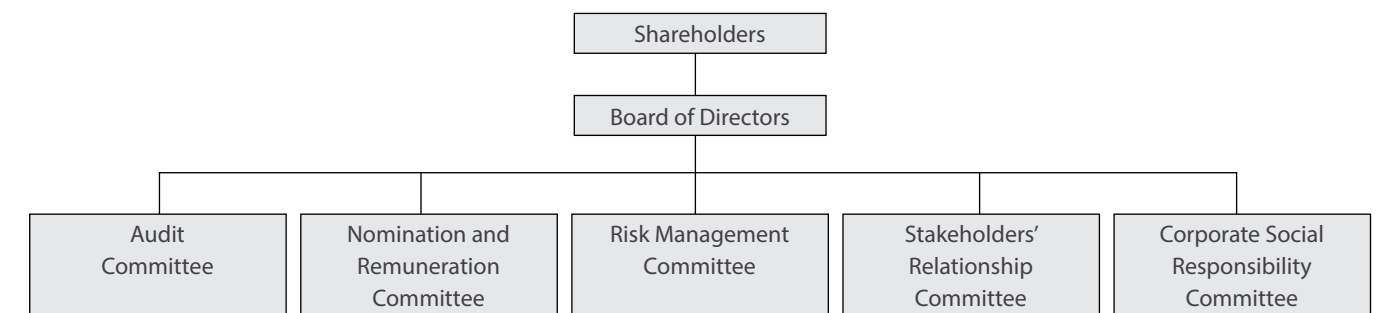 Shareholders
Board of Directors
Audit
Committee
Nomination and
Remuneration
Committee
Risk Management
Committee
Stakeholders’
Relationship
Committee
Corporate Social
Responsibility
Committee